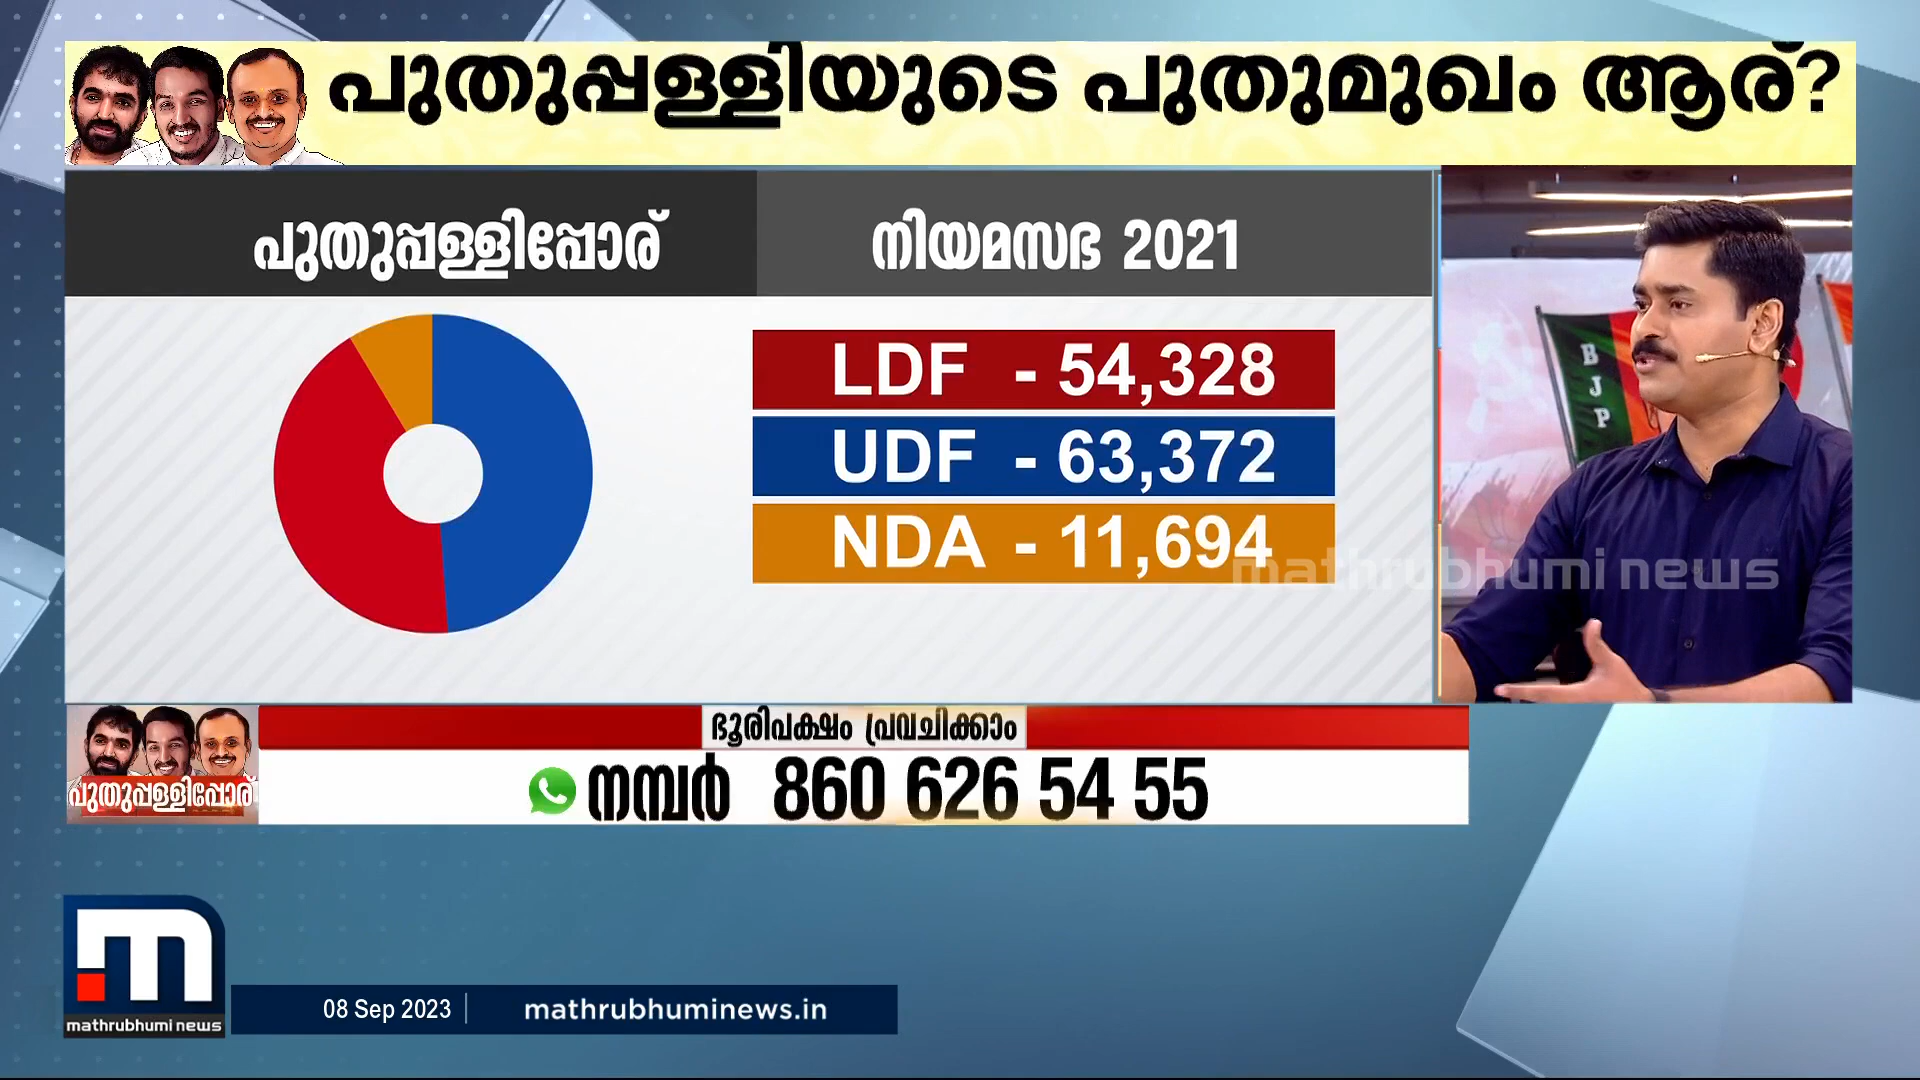 പുതുപ്പള്ളിയുടെ പുതുമുഖം ആര്?
പുതുപ്പള്ളിപ്പോര്
നിയമസഭ 2021
LDF - 54,328
UDF - 63,372
NDA - 11,694
BJP
mathrubhumi news
ഭൂരിപക്ഷം പ്രവചിക്കാം
നമ്പർ 860 626 54 55
പുതുപ്പള്ളിപ്പോര്
mathrubhumi news
08 Sep 2023
mathrubhuminews.in